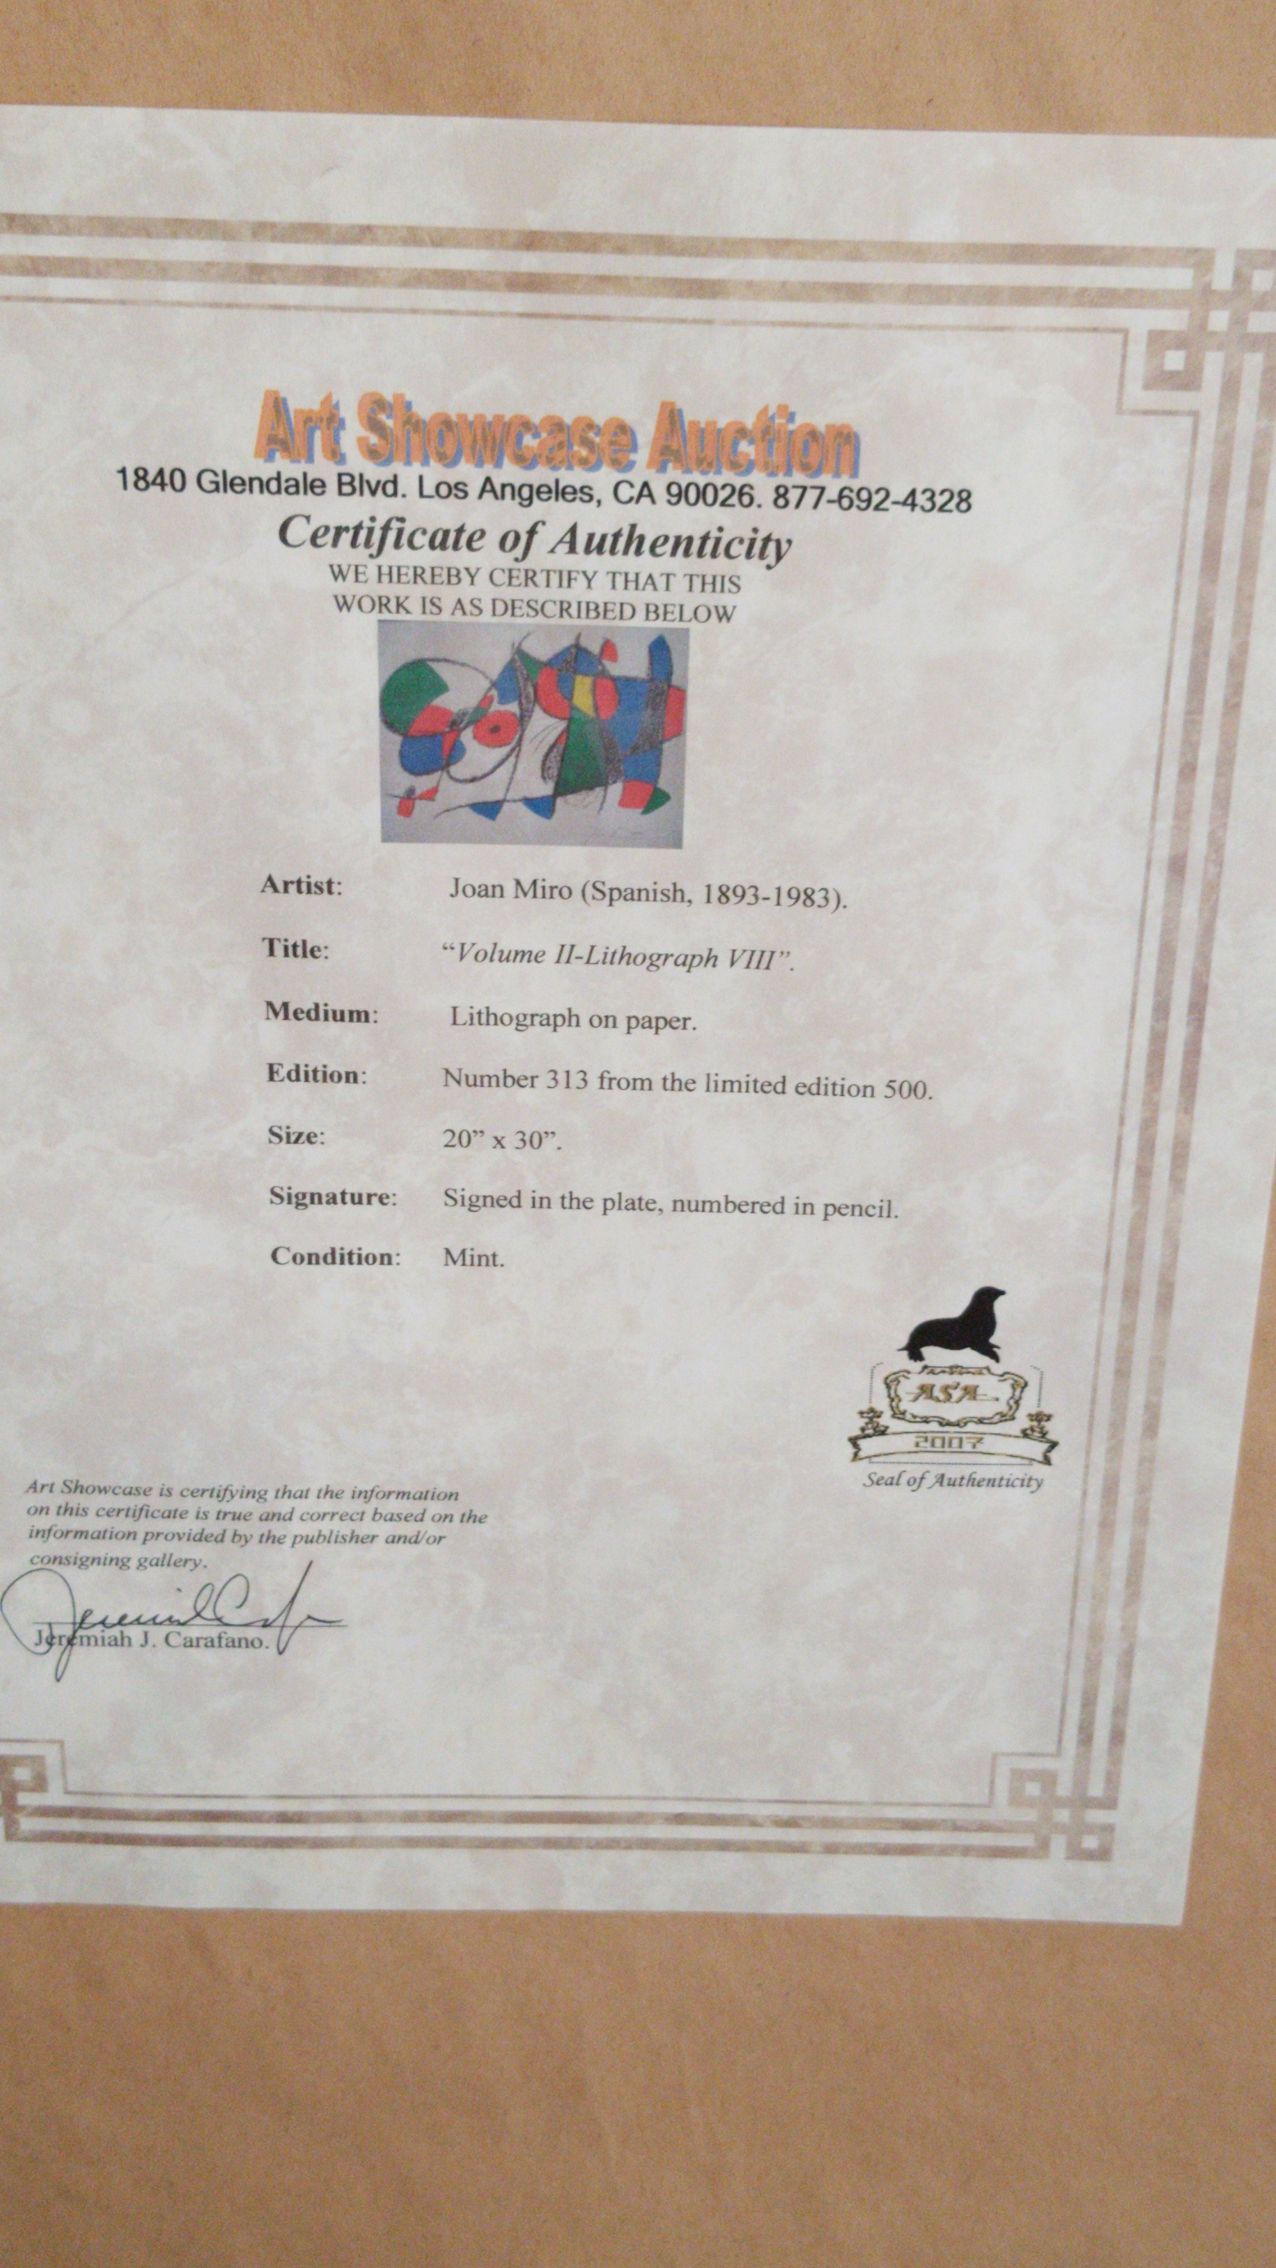 Art Showcase Auction
1840 Glendale Blvd. Los Angeles, CA 90026. 877-692-4328
Certificate of Authenticity
WE HEREBY CERTIFY THAT THIS
WORK IS AS DESCRIBED BELOW
Artist: Joan Miro (Spanish, 1893-1983).
Title: “Volume II-Lithograph VIII”.
Medium: Lithograph on paper.
Edition: Number 313 from the limited edition 500.
Size: 20” x 30”.
Signature: Signed in the plate, numbered in pencil.
Condition: Mint.
ASA
2007
Seal of Authenticity
Art Showcase is certifying that the information
on this certificate is true and correct based on the
information provided by the publisher and/or
consigning gallery.
Jeremiah J. Carafano.